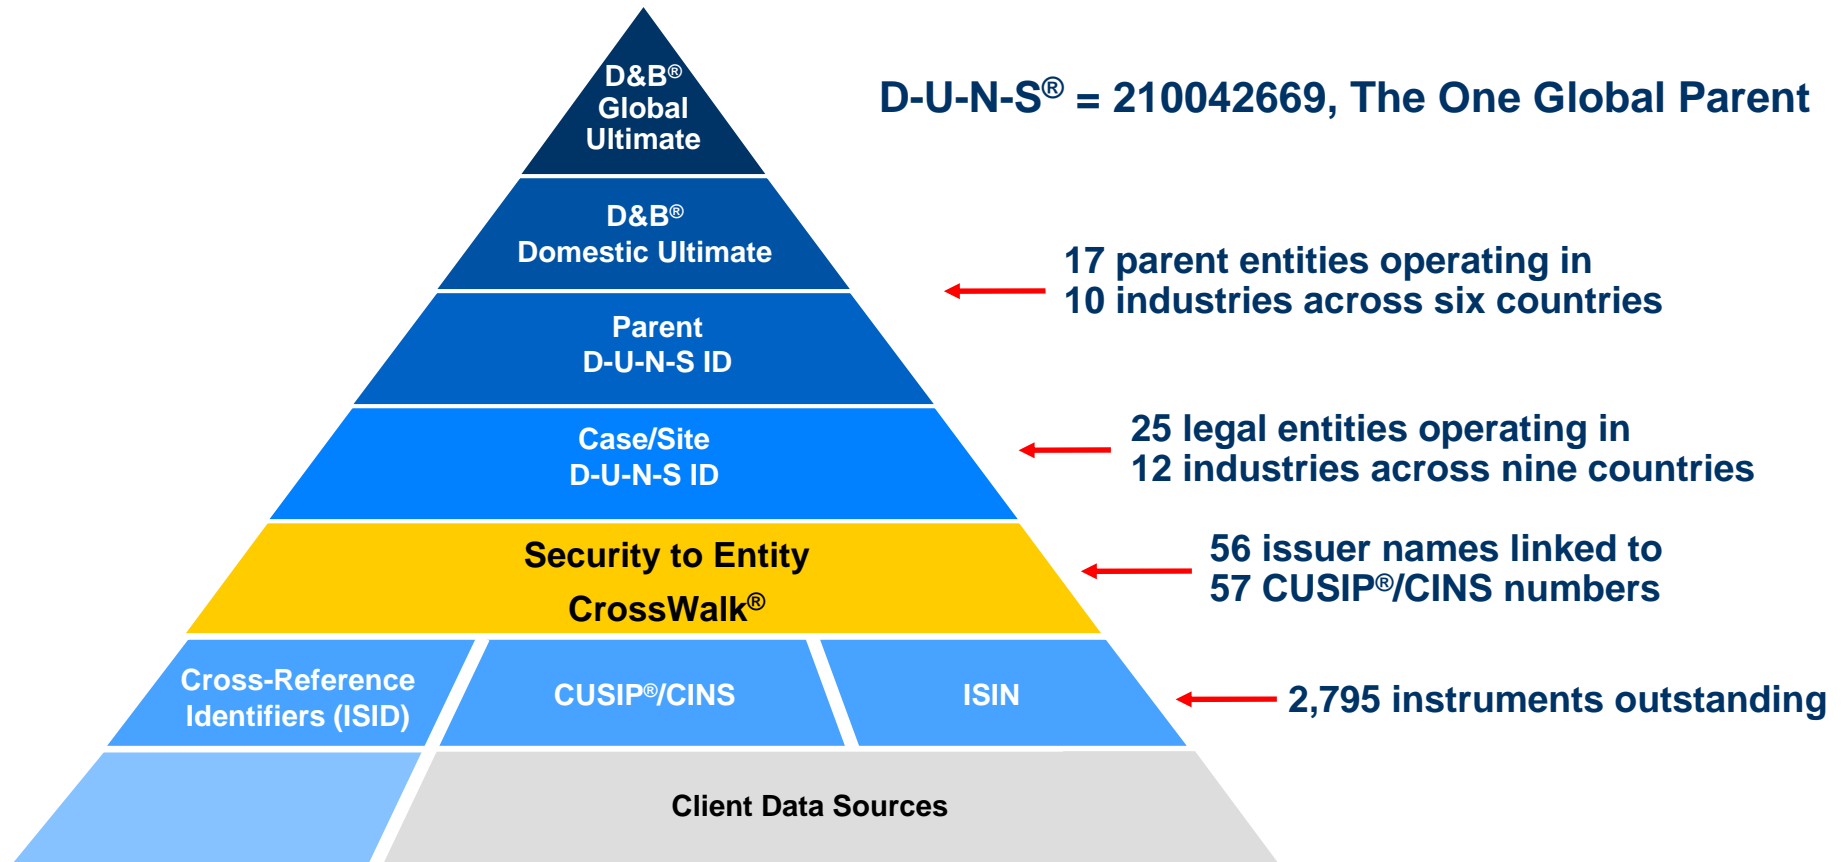 D&B®
Global
Ultimate
D-U-N-S® = 210042669, The One Global Parent
D&B®
Domestic Ultimate
17 parent entities operating in
10 industries across six countries
Parent
D-U-N-S ID
Case/Site
D-U-N-S ID
25 legal entities operating in
12 industries across nine countries
Security to Entity
CrossWalk®
56 issuer names linked to
57 CUSIP®/CINS numbers
Cross-Reference
Identifiers (ISID)
CUSIP®/CINS
ISIN
2,795 instruments outstanding
Client Data Sources